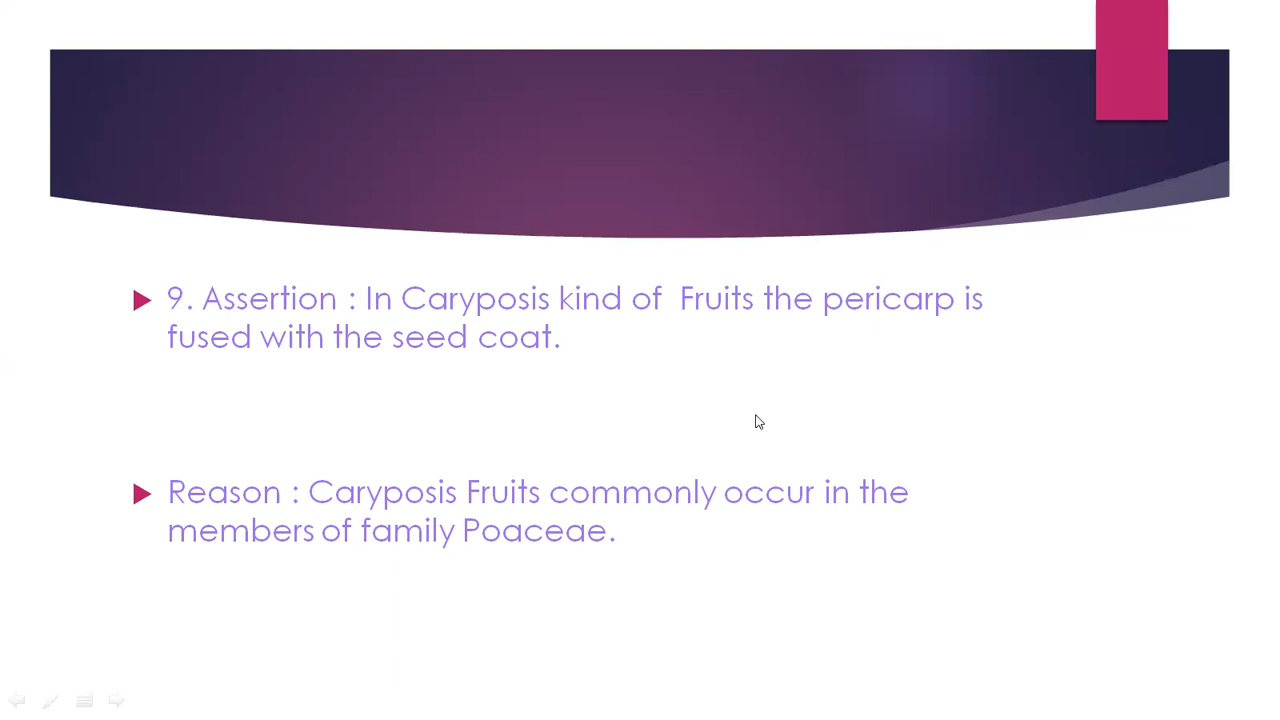 9. Assertion : In Caryposis kind of  Fruits the pericarp is
fused with the seed coat.
Reason : Caryposis Fruits commonly occur in the
members of family Poaceae.